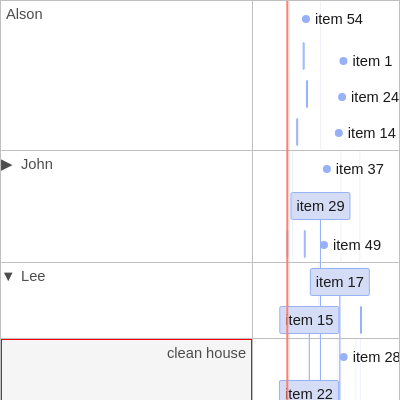 Alson
item 54
item 1
item 24
item 14
▶ John
item 37
item 29
item 49
▼ Lee
item 17
item 15
clean house
item 28
item 22